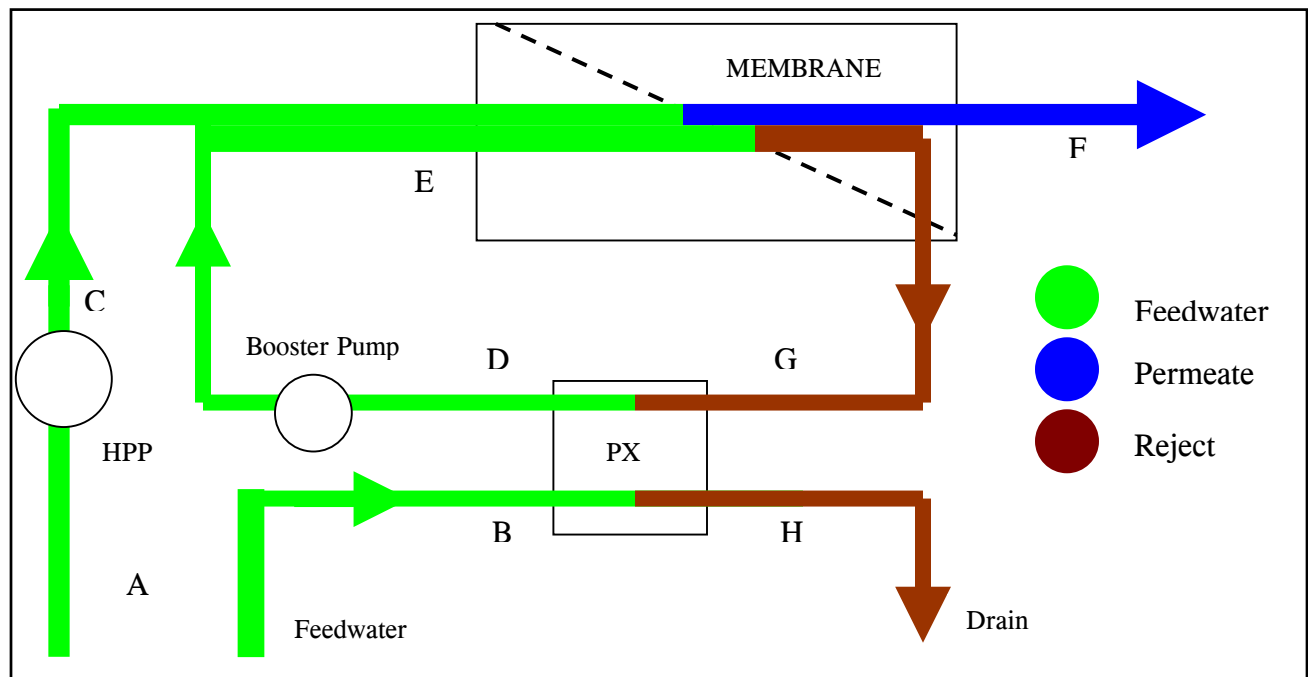 MEMBRANE
F
E
C
Feedwater
Booster Pump
D
G
Permeate
HPP
PX
Reject
B
H
A
Feedwater
Drain